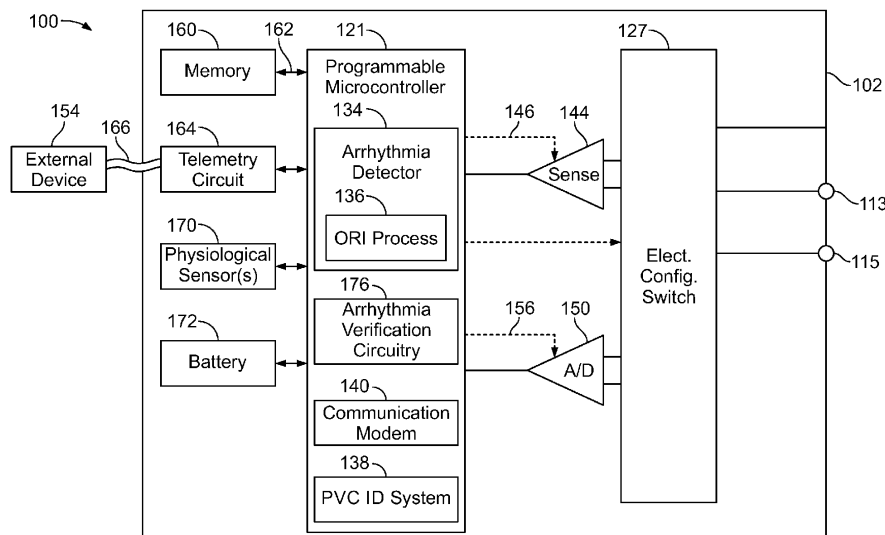 100
160
162
121
127
Memory
Programmable
Microcontroller
102
154
166
164
134
146
144
External
Device
Telemetry
Circuit
Arrhythmia
Detector
Sense
113
136
170
ORI Process
115
Physiological
Sensor(s)
Elect.
Config.
Switch
176
172
Arrhythmia
Verification
Circuitry
156
150
Battery
A/D
140
Communication
Modem
138
PVC ID System